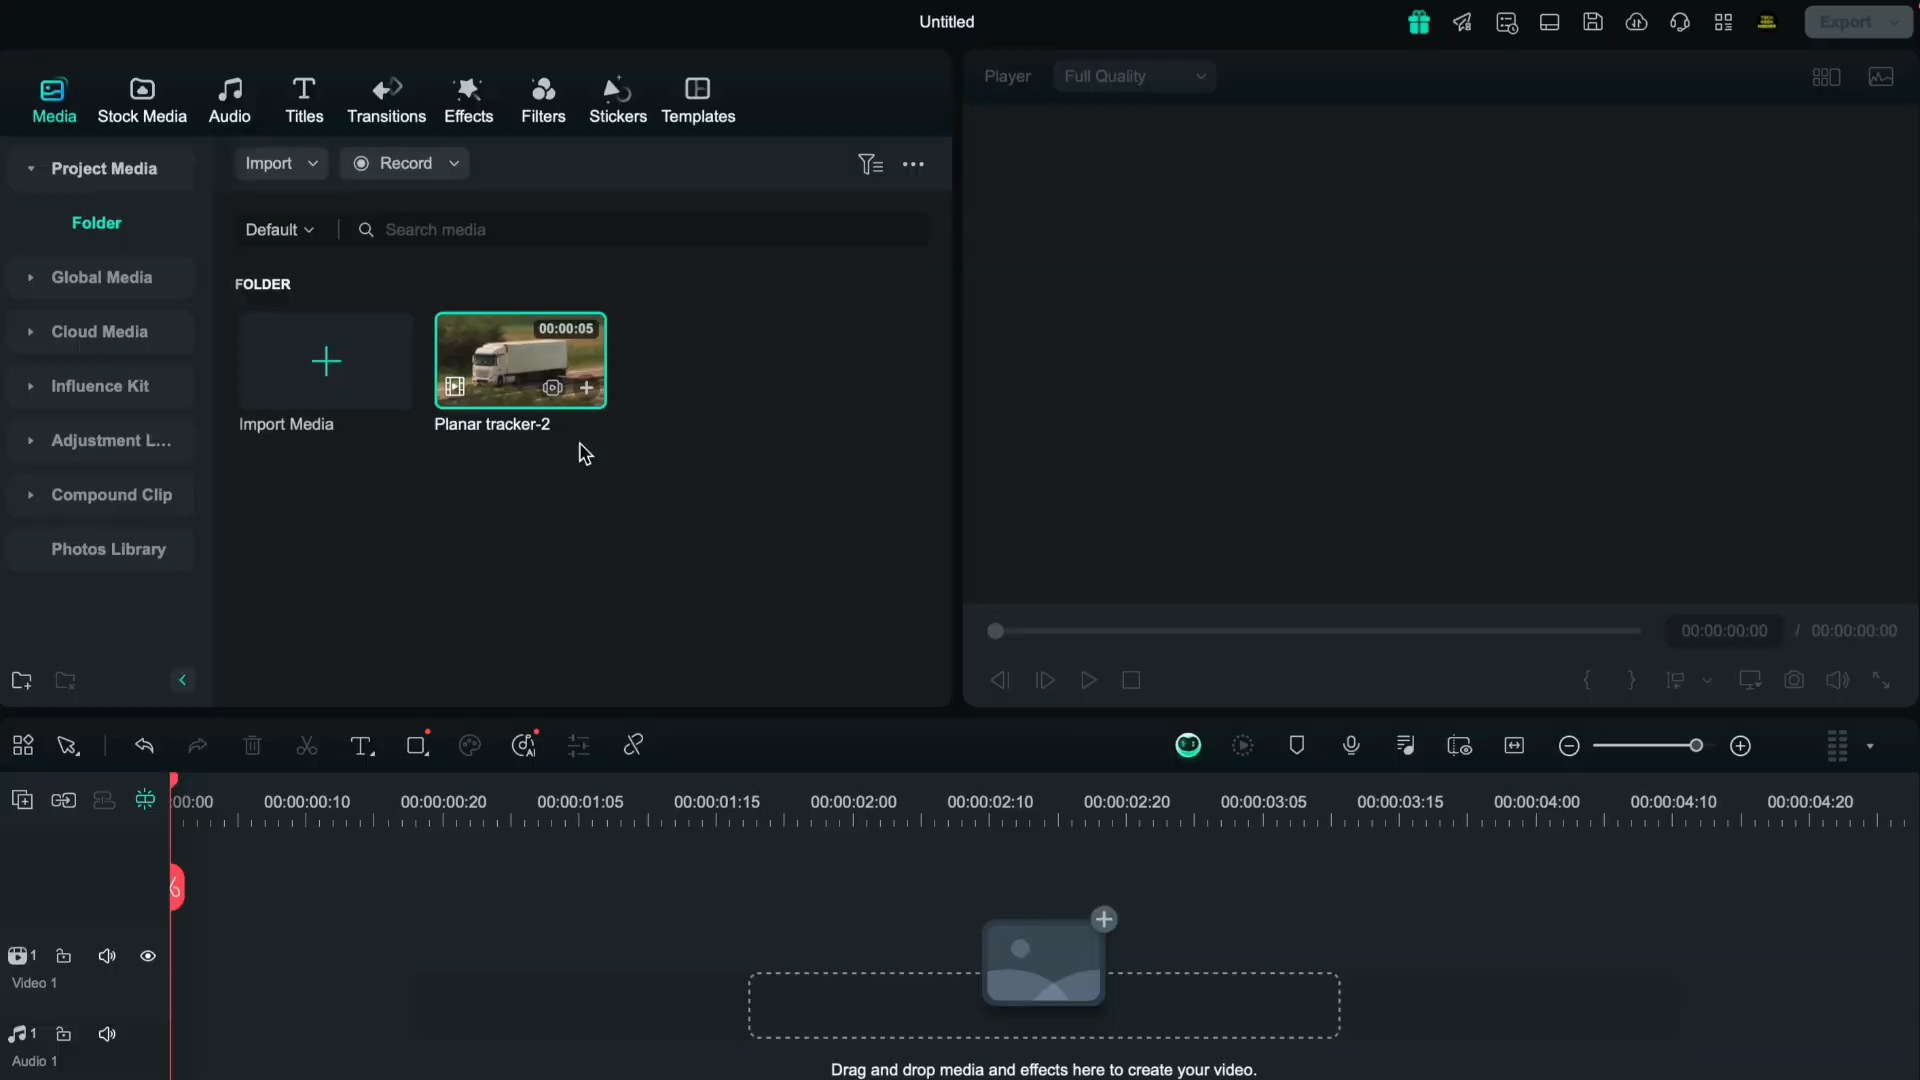 Untitled
Export
Media
Stock Media
Audio
Titles
Transitions
Effects
Filters
Stickers
Templates
Player
Full Quality
Project Media
Folder
Global Media
Cloud Media
Influence Kit
Adjustment L...
Compound Clip
Photos Library
Import
Record
Default
Search media
FOLDER
Import Media
00:00:05
Planar tracker-2
00:00:00:00 / 00:00:00:00
:00:00
00:00:00:10
00:00:00:20
00:00:01:05
00:00:01:15
00:00:02:00
00:00:02:10
00:00:02:20
00:00:03:05
00:00:03:15
00:00:04:00
00:00:04:10
00:00:04:20
1
Video 1
1
Audio 1
Drag and drop media and effects here to create your video.